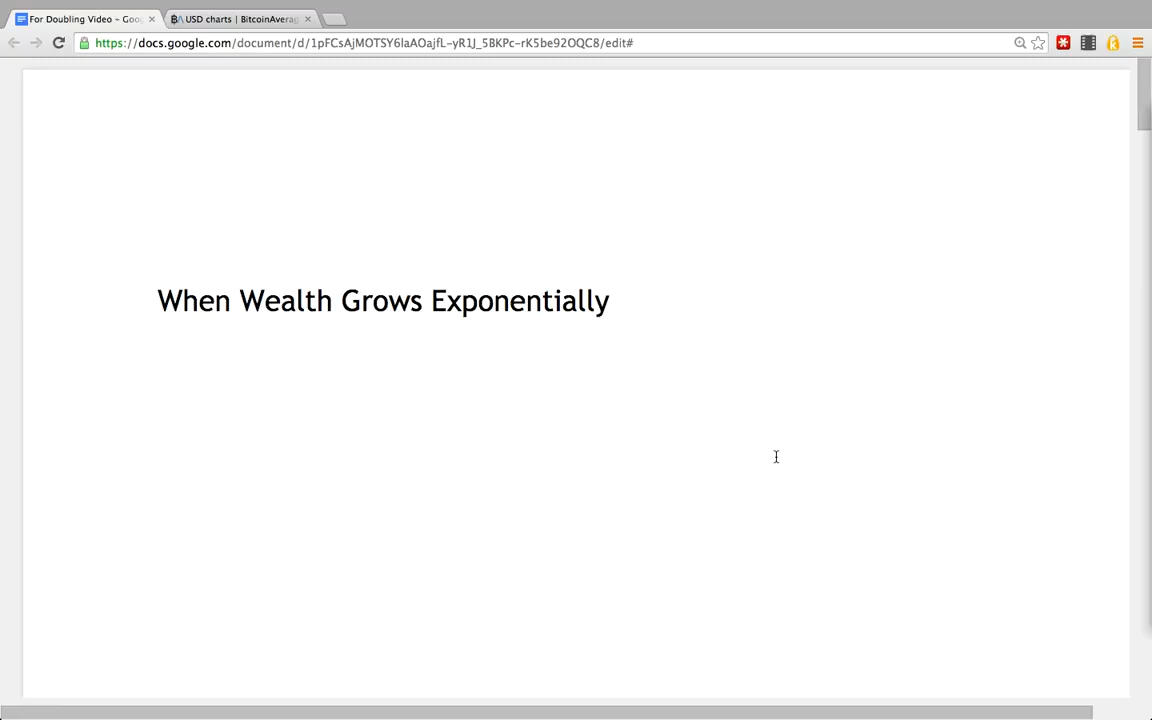 For Doubling Video – Goo
USD charts | BitcoinAverag
https://docs.google.com/document/d/1pFCsAjMOTSY6laAOajfL-yR1J_5BKPc-rK5be92OQC8/edit#
When Wealth Grows Exponentially